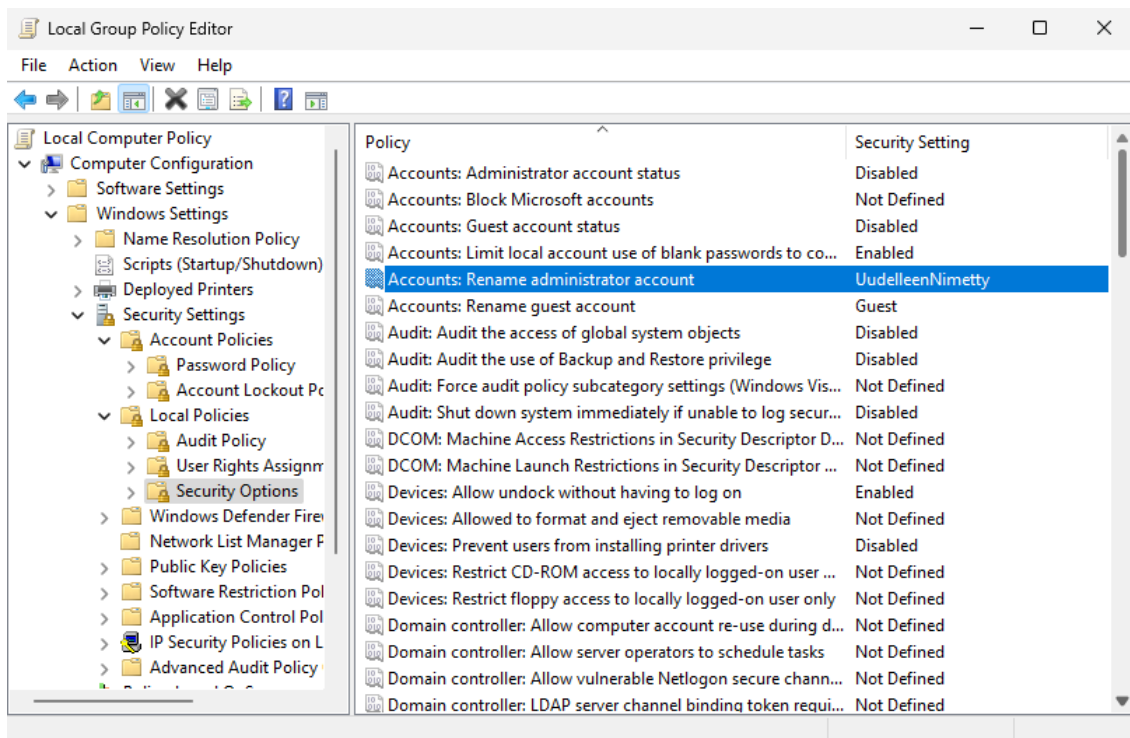 Local Group Policy Editor
File Action View Help
Local Computer Policy
Computer Configuration
Software Settings
Windows Settings
Name Resolution Policy
Scripts (Startup/Shutdown)
Deployed Printers
Security Settings
Account Policies
Password Policy
Account Lockout Po
Local Policies
Audit Policy
User Rights Assignm
Security Options
Windows Defender Firew
Network List Manager P
Public Key Policies
Software Restriction Pol
Application Control Pol
IP Security Policies on L
Advanced Audit Policy
Policy Security Setting
Accounts: Administrator account status Disabled
Accounts: Block Microsoft accounts Not Defined
Accounts: Guest account status Disabled
Accounts: Limit local account use of blank passwords to co... Enabled
Accounts: Rename administrator account UudelleenNimetty
Accounts: Rename guest account Guest
Audit: Audit the access of global system objects Disabled
Audit: Audit the use of Backup and Restore privilege Disabled
Audit: Force audit policy subcategory settings (Windows Vis... Not Defined
Audit: Shut down system immediately if unable to log secur... Disabled
DCOM: Machine Access Restrictions in Security Descriptor D... Not Defined
DCOM: Machine Launch Restrictions in Security Descriptor ... Not Defined
Devices: Allow undock without having to log on Enabled
Devices: Allowed to format and eject removable media Not Defined
Devices: Prevent users from installing printer drivers Disabled
Devices: Restrict CD-ROM access to locally logged-on user ... Not Defined
Devices: Restrict floppy access to locally logged-on user only Not Defined
Domain controller: Allow computer account re-use during d... Not Defined
Domain controller: Allow server operators to schedule tasks Not Defined
Domain controller: Allow vulnerable Netlogon secure chann... Not Defined
Domain controller: LDAP server channel binding token requi... Not Defined